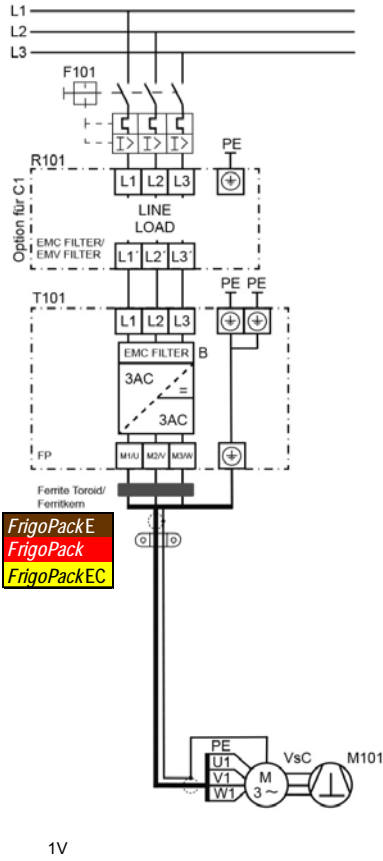 L1
L2
L3
F101
I> I> I>
PE
R101
L1 L2 L3
Option für C1
LINE
LOAD
EMC FILTER/
EMV FILTER
L1´ L2´ L3´
PE PE
T101
L1 L2 L3
EMC FILTER B
3AC
=
3AC
FP
M1/U M2/V M3/W
Ferrite Toroid/
Ferritkern
FrigoPack E
FrigoPack
FrigoPack EC
PE
U1
V1
W1
M
3 ~
VsC
M101
1V